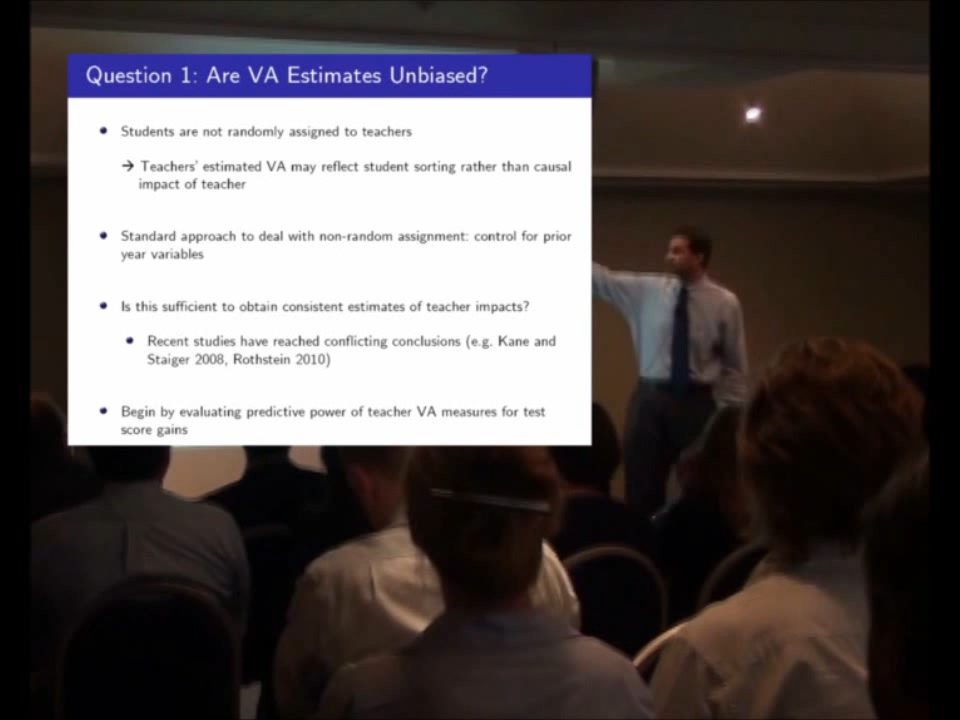 Question 1: Are VA Estimates Unbiased?
Students are not randomly assigned to teachers
→ Teachers' estimated VA may reflect student sorting rather than causal
impact of teacher
Standard approach to deal with non-random assignment: control for prior
year variables
Is this sufficient to obtain consistent estimates of teacher impacts?
Recent studies have reached conflicting conclusions (e.g. Kane and
Staiger 2008, Rothstein 2010)
Begin by evaluating predictive power of teacher VA measures for test
score gains